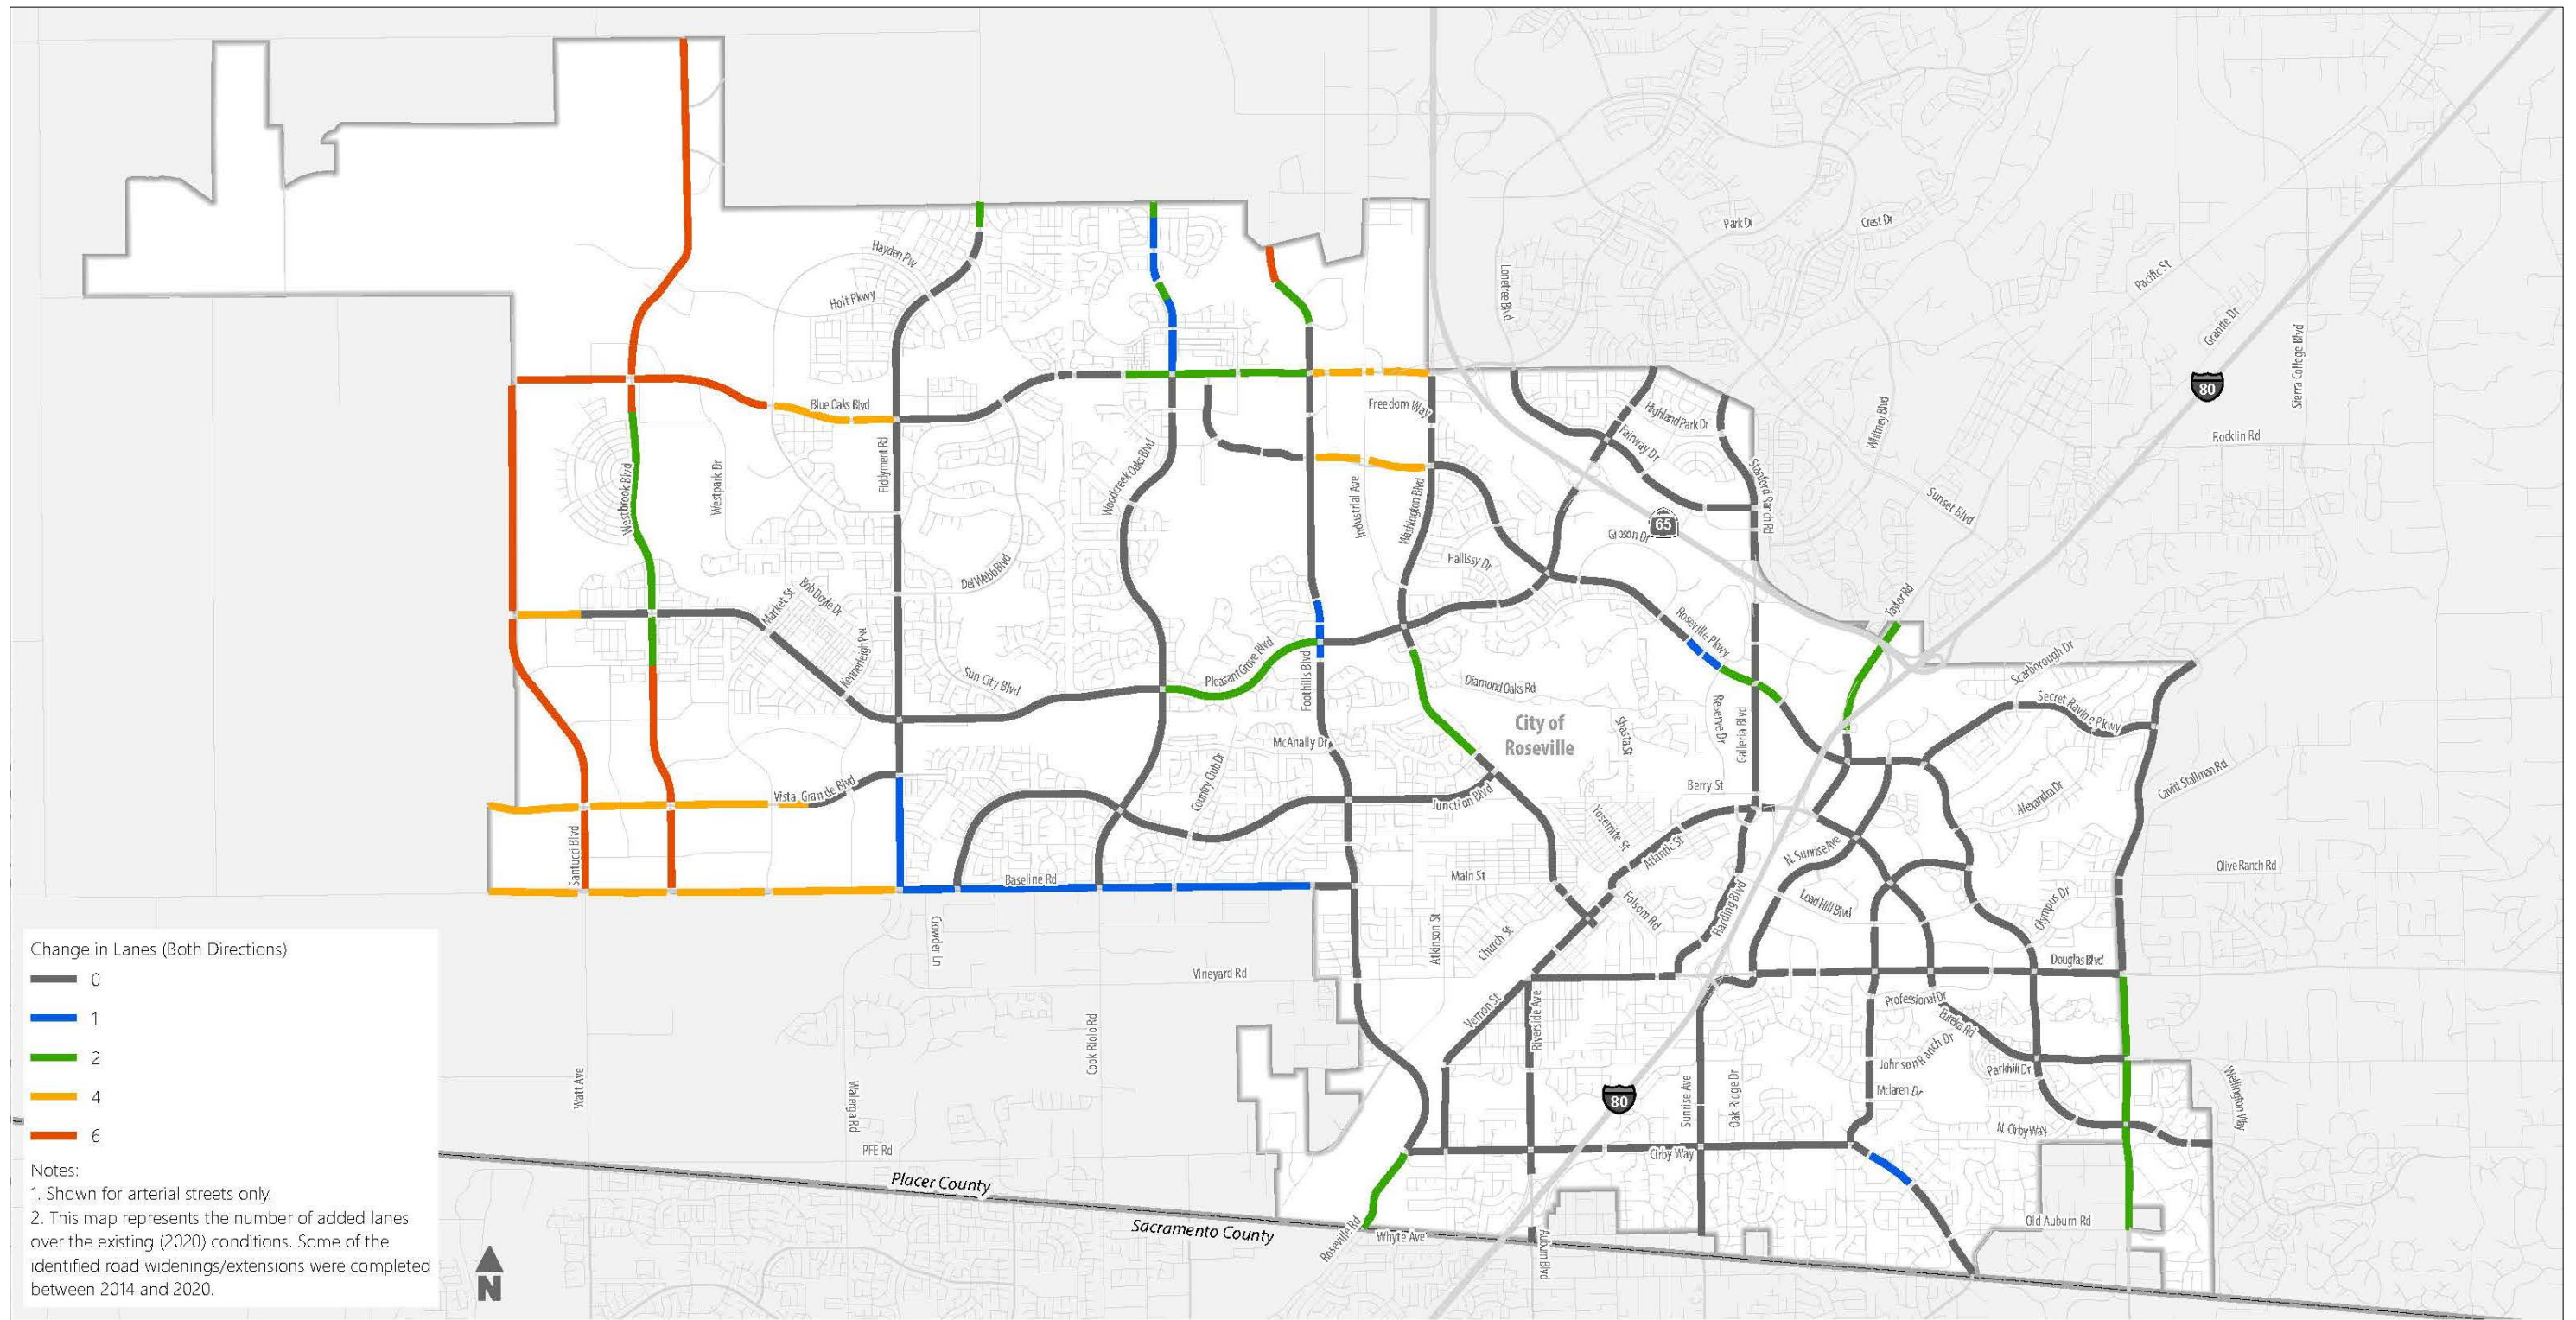 Park Dr
Crest Dr
Hayden Pw
Pacific St
Lonetree Blvd
Holt Pkwy
Granite Dr
Sierra College Blvd
80
Blue Oaks Blvd
Freedom Way
Highland Park Dr
Whitney Blvd
Fairway Dr
Rocklin Rd
Fiddyment Rd
Woodcreek Oaks Blvd
Westbrook Blvd
Westpark Dr
Industrial Ave
Washington Blvd
Stanford Ranch Rd
Sunset Blvd
65
Gibson Dr
Hallissy Dr
Del Webb Blvd
Bob Doyle Dr
Market St
Taylor Rd
Roseville Pkwy
Kennerleigh Pw
Pleasant Grove Blvd
Foothills Blvd
Scarborough Dr
Sun City Blvd
Diamond Oaks Rd
Secret Ravine Pkwy
City of
Roseville
Shasta St
Reserve Dr
Galleria Blvd
McAnally Dr
Country Club Dr
Cavitt Stallman Rd
Vista Grande Blvd
Junction Blvd
Berry St
Alexandra Dr
Yosemite St
Atlantic St
N. Sunrise Ave
Santucci Blvd
Baseline Rd
Main St
Olive Ranch Rd
Folsom Rd
Harding Blvd
Lead Hill Blvd
Olympus Dr
Crowder Ln
Atkinson St
Church St
Douglas Blvd
Vineyard Rd
Vernon St
Riverside Ave
Professional Dr
Eureka Rd
Cook Riolo Rd
Johnson Ranch Dr
Parkhill Dr
Watt Ave
Walerga Rd
Sunrise Ave
Oak Ridge Dr
Mclaren Dr
Wellington Way
80
N. Cirby Way
PFE Rd
Cirby Way
Placer County
Sacramento County
Roseville Rd
Whyte Ave
Auburn Blvd
Old Auburn Rd
Change in Lanes (Both Directions)
0
1
2
4
6
Notes:
1. Shown for arterial streets only.
2. This map represents the number of added lanes
over the existing (2020) conditions. Some of the
identified road widenings/extensions were completed
between 2014 and 2020.
N